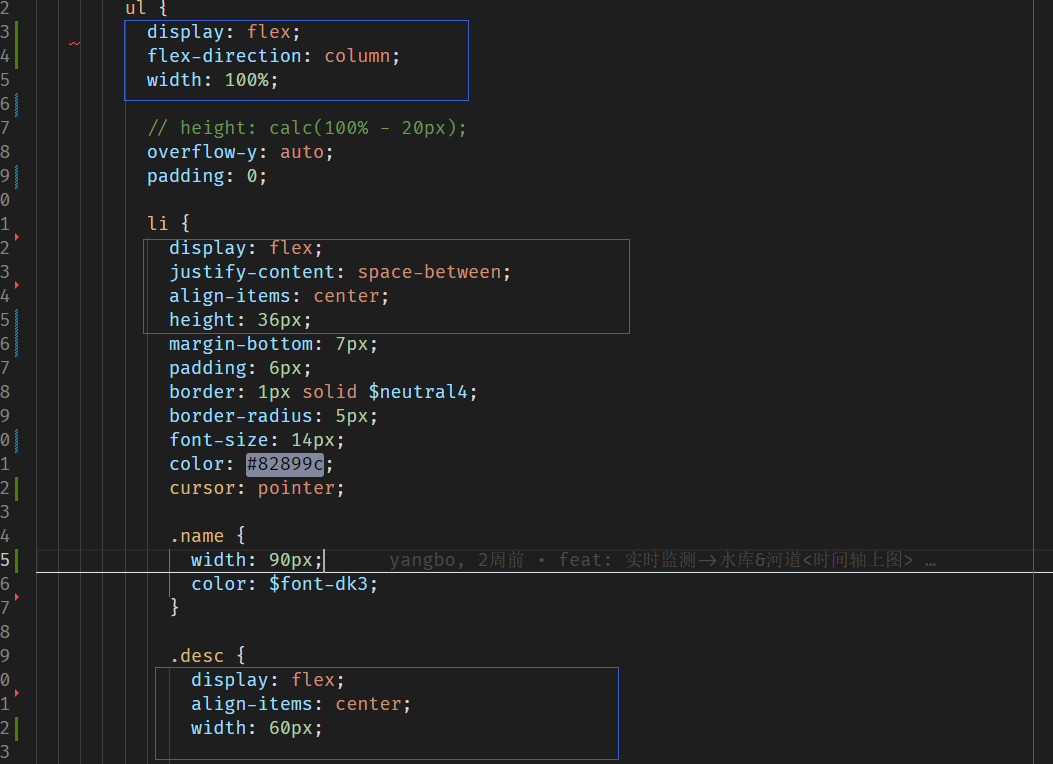 2 ul {
3 display: flex;
4 flex-direction: column;
5 width: 100%;
6
7 // height: calc(100% - 20px);
8 overflow-y: auto;
9 padding: 0;
0
1 li {
2 display: flex;
3 justify-content: space-between;
4 align-items: center;
5 height: 36px;
6 margin-bottom: 7px;
7 padding: 6px;
8 border: 1px solid $neutral4;
9 border-radius: 5px;
0 font-size: 14px;
1 color: #82899c;
2 cursor: pointer;
3
4 .name {
5 width: 90px; yangbo, 2周前 • feat: 实时监测->水库&河道<时间轴上图> …
6 color: $font-dk3;
7 }
8
9 .desc {
0 display: flex;
1 align-items: center;
2 width: 60px;
3